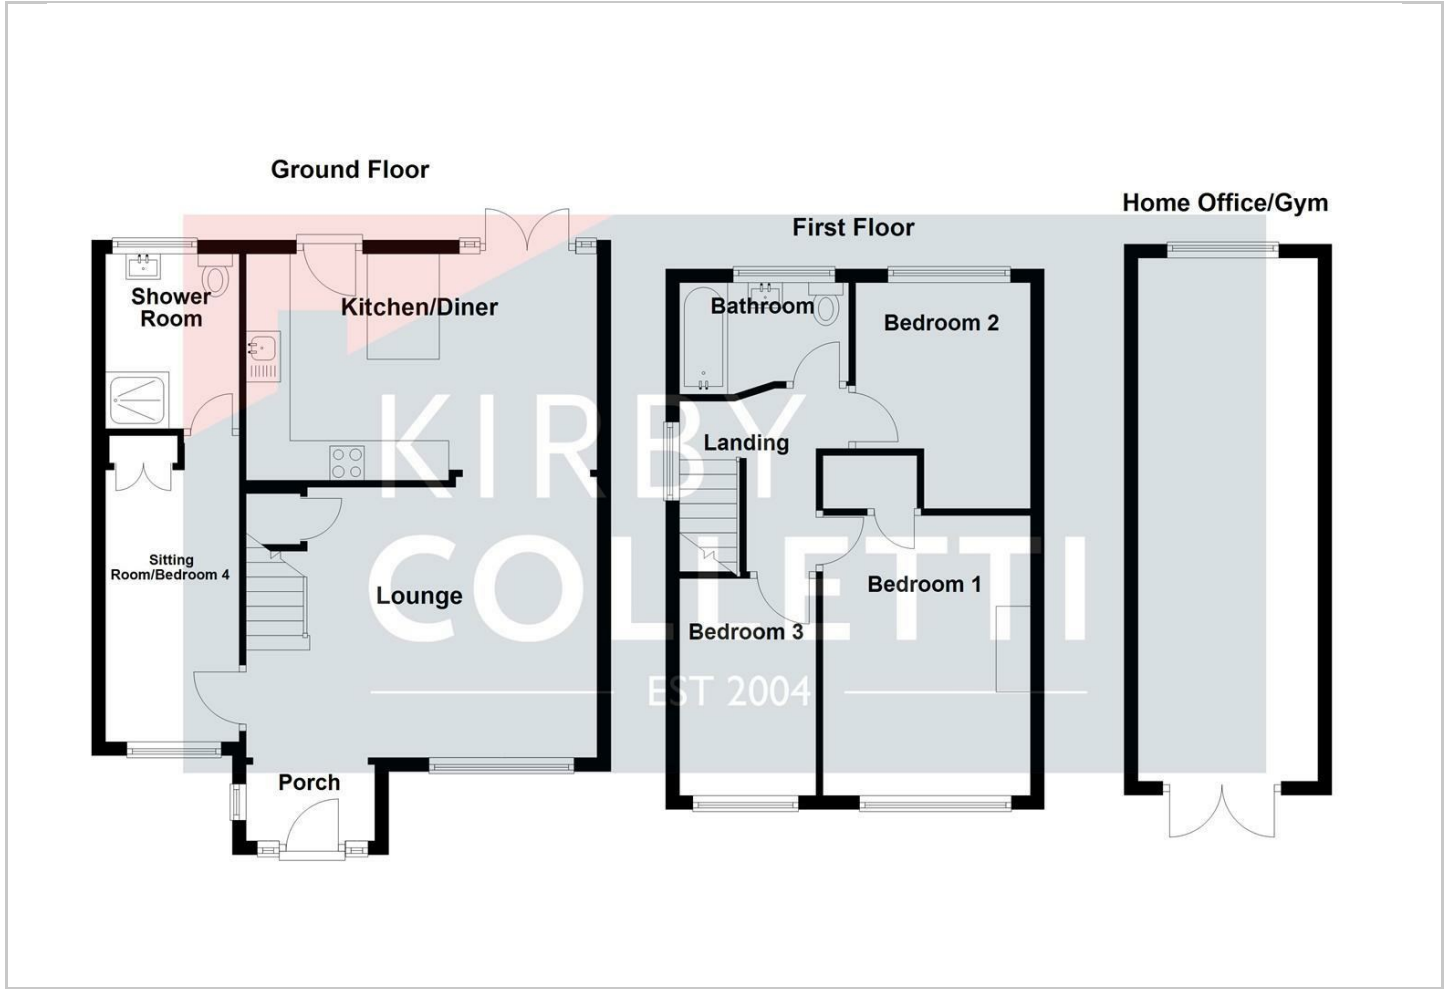 Ground Floor
Shower
Room
Kitchen/Diner
Sitting
Room/Bedroom 4
Lounge
Porch
First Floor
Bathroom
Bedroom 2
Landing
Bedroom 1
Bedroom 3
Home Office/Gym
KIRBY
COLLETTI
EST 2004